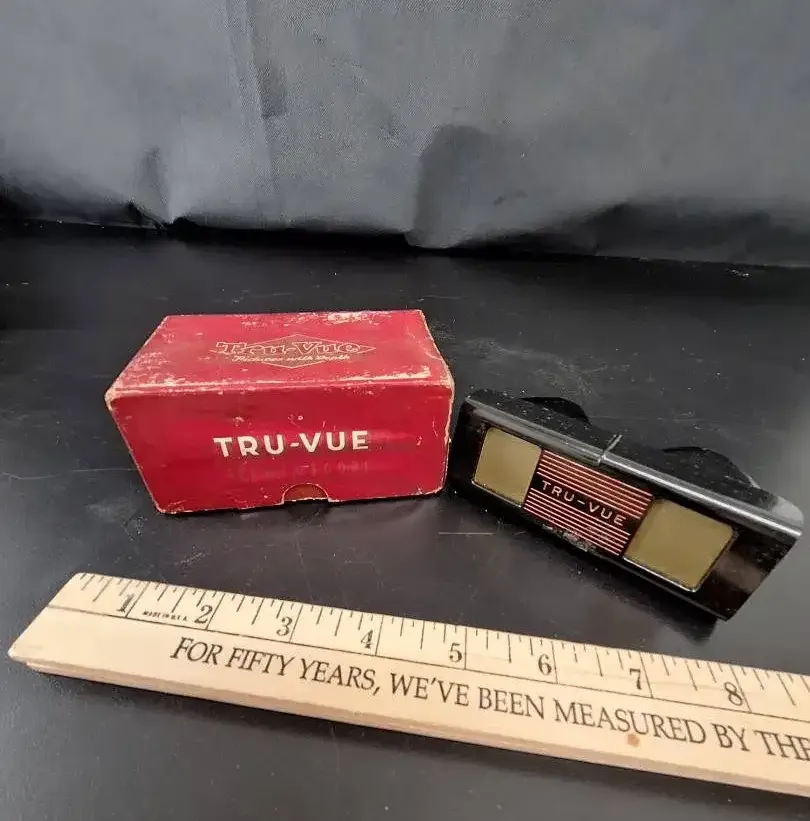 Tru-Vue
Pictures with Depth
TRU-VUE
TRU-VUE
1 2 3 4 5 6 7 8
MADE IN U.S.A.
FOR FIFTY YEARS, WE'VE BEEN MEASURED BY THE